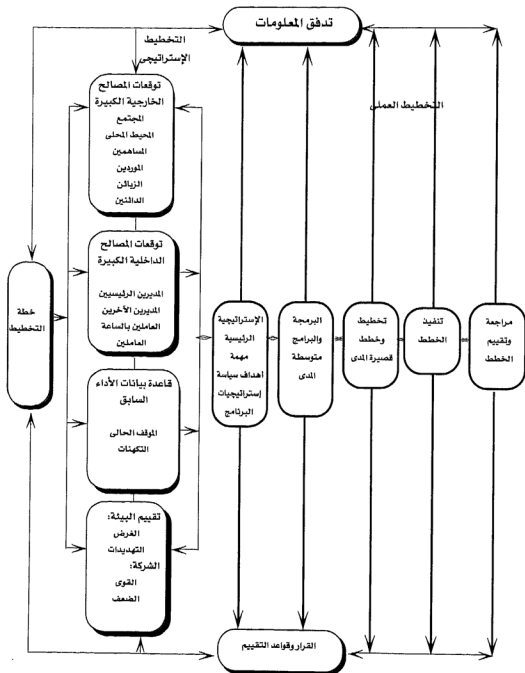 تدفق المعلومات
التخطيط
الإستراتيجى
التخطيط العملى
توقعات المصالح
الخارجية الكبيرة
المجتمع
المحيط المحلى
المساهمين
الموردين
الزبائن
الدائنين
توقعات المصالح
الداخلية الكبيرة
المديرين الرئيسيين
المديرين الآخرين
العاملين بالساعة
العاملين
قاعدة بيانات الأداء
السابق
الموقف الحالى
التكهنات
تقييم البيئة:
الفرص
التهديدات
الشركة:
القوى
الضعف
خطة
التخطيط
الإستراتيجية
الرئيسية
مهمة
أهداف سياسة
إستراتيجيات
البرنامج
البرمجة
والبرامج
متوسطة
المدى
تخطيط
وخطط
قصيرة المدى
تنفيذ
الخطط
مراجعة
وتقييم
الخطط
القرار وقواعد التقييم